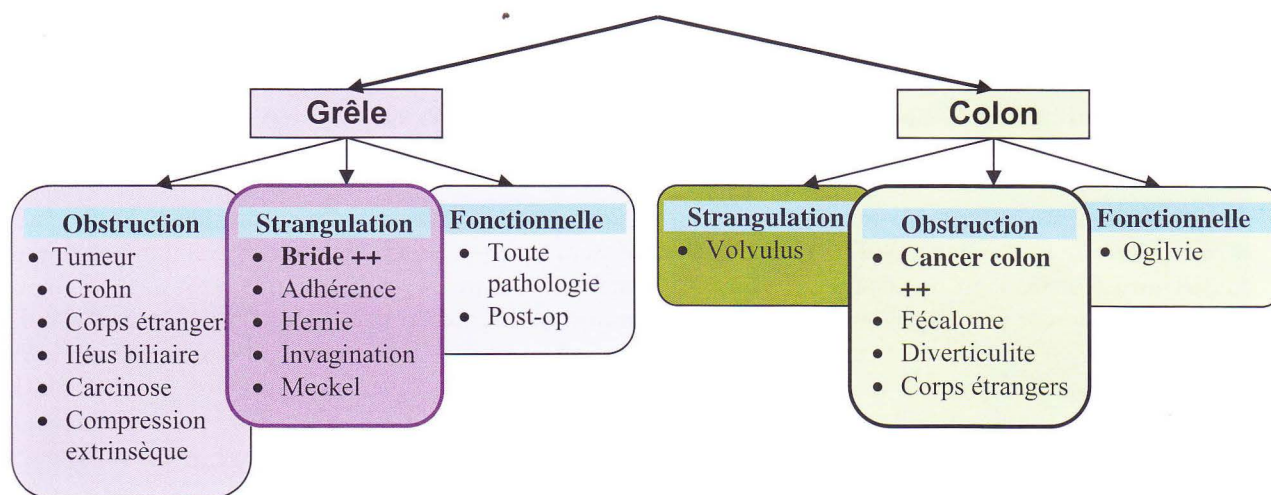 Grêle
Obstruction
• Tumeur
• Crohn
• Corps étrangers
• Iléus biliaire
• Carcinose
• Compression
extrinsèque
Strangulation
• Bride ++
• Adhérence
• Hernie
• Invagination
• Meckel
Fonctionnelle
• Toute
pathologie
• Post-op
Colon
Strangulation
• Volvulus
Obstruction
• Cancer colon
++
• Fécalome
• Diverticulite
• Corps étrangers
Fonctionnelle
• Ogilvie